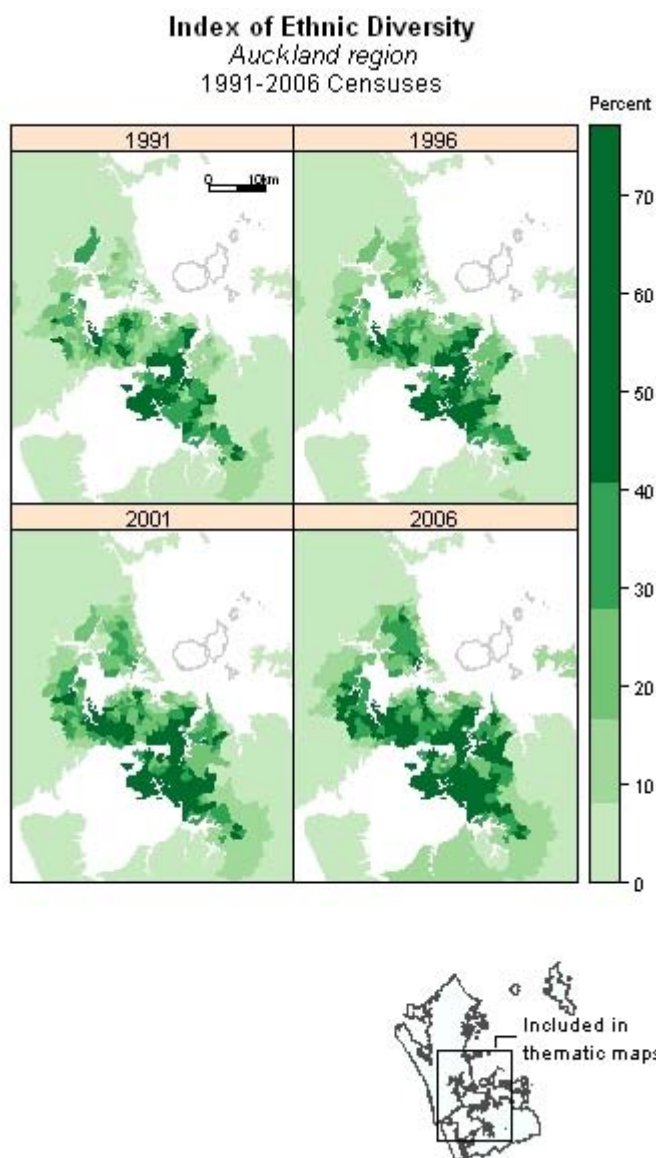 Index of Ethnic Diversity
Auckland region
1991-2006 Censuses
Percent
1991
1996
0 10km
70
60
50
40
2001
2006
30
20
10
0
Included in
thematic maps